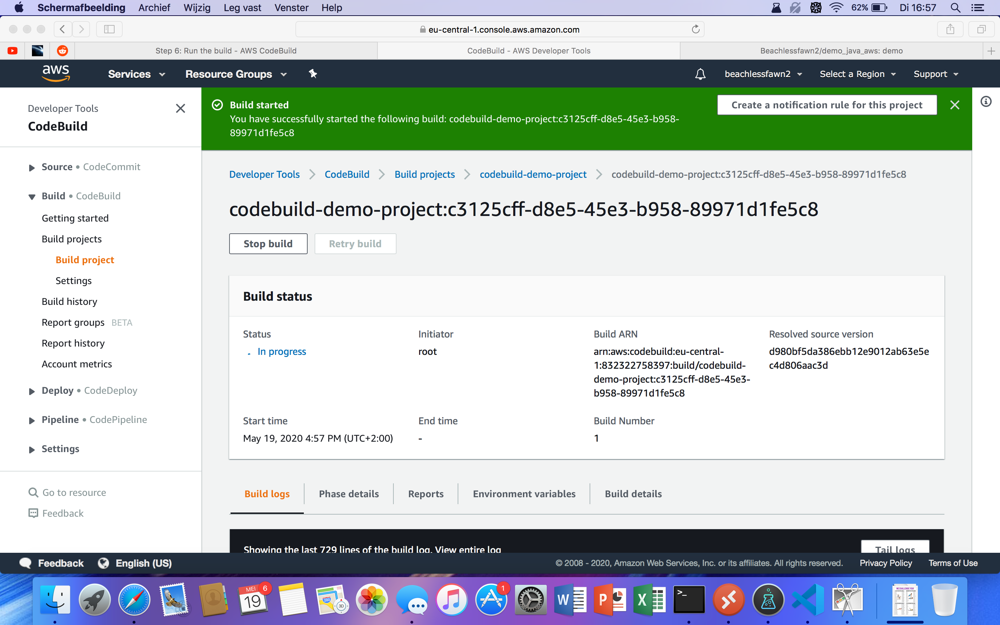 Schermafbeelding Archief Wijzig Leg vast Venster Help 62% Di 16:57
eu-central-1.console.aws.amazon.com
Step 6: Run the build - AWS CodeBuild CodeBuild - AWS Developer Tools Beachlessfawn2/demo_java_aws: demo
aws Services Resource Groups beachlessfawn2 Select a Region Support
Developer Tools
CodeBuild
Source • CodeCommit
Build • CodeBuild
Getting started
Build projects
Build project
Settings
Build history
Report groups BETA
Report history
Account metrics
Deploy • CodeDeploy
Pipeline • CodePipeline
Settings
Go to resource
Feedback
Build started
You have successfully started the following build: codebuild-demo-project:c3125cff-d8e5-45e3-b958-
89971d1fe5c8
Create a notification rule for this project
Developer Tools CodeBuild Build projects codebuild-demo-project codebuild-demo-project:c3125cff-d8e5-45e3-b958-89971d1fe5c8
codebuild-demo-project:c3125cff-d8e5-45e3-b958-89971d1fe5c8
Stop build Retry build
Build status
Status
In progress
Initiator
root
Build ARN
arn:aws:codebuild:eu-central-
1:832322758397:build/codebuild-
demo-project:c3125cff-d8e5-45e3-
b958-89971d1fe5c8
Resolved source version
d980bf5da386ebb12e9012ab63e5e
c4d806aac3d
Start time
May 19, 2020 4:57 PM (UTC+2:00)
End time
-
Build Number
1
Build logs Phase details Reports Environment variables Build details
Showing the last 729 lines of the build log. View entire log
Tail logs
Feedback English (US) © 2008 - 2020, Amazon Web Services, Inc. or its affiliates. All rights reserved. Privacy Policy Terms of Use
MEI 6
19
280
3D
1
W
P
X
>_
WE CHALLENGE YOU!